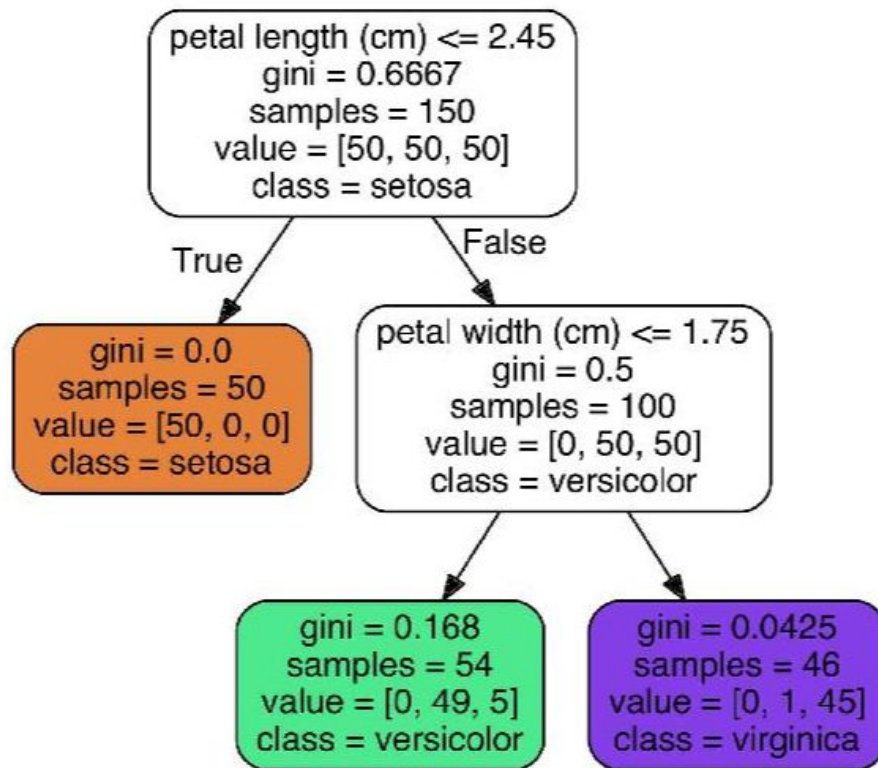 petal length (cm) <= 2.45
gini = 0.6667
samples = 150
value = [50, 50, 50]
class = setosa
True
False
gini = 0.0
samples = 50
value = [50, 0, 0]
class = setosa
petal width (cm) <= 1.75
gini = 0.5
samples = 100
value = [0, 50, 50]
class = versicolor
gini = 0.168
samples = 54
value = [0, 49, 5]
class = versicolor
gini = 0.0425
samples = 46
value = [0, 1, 45]
class = virginica